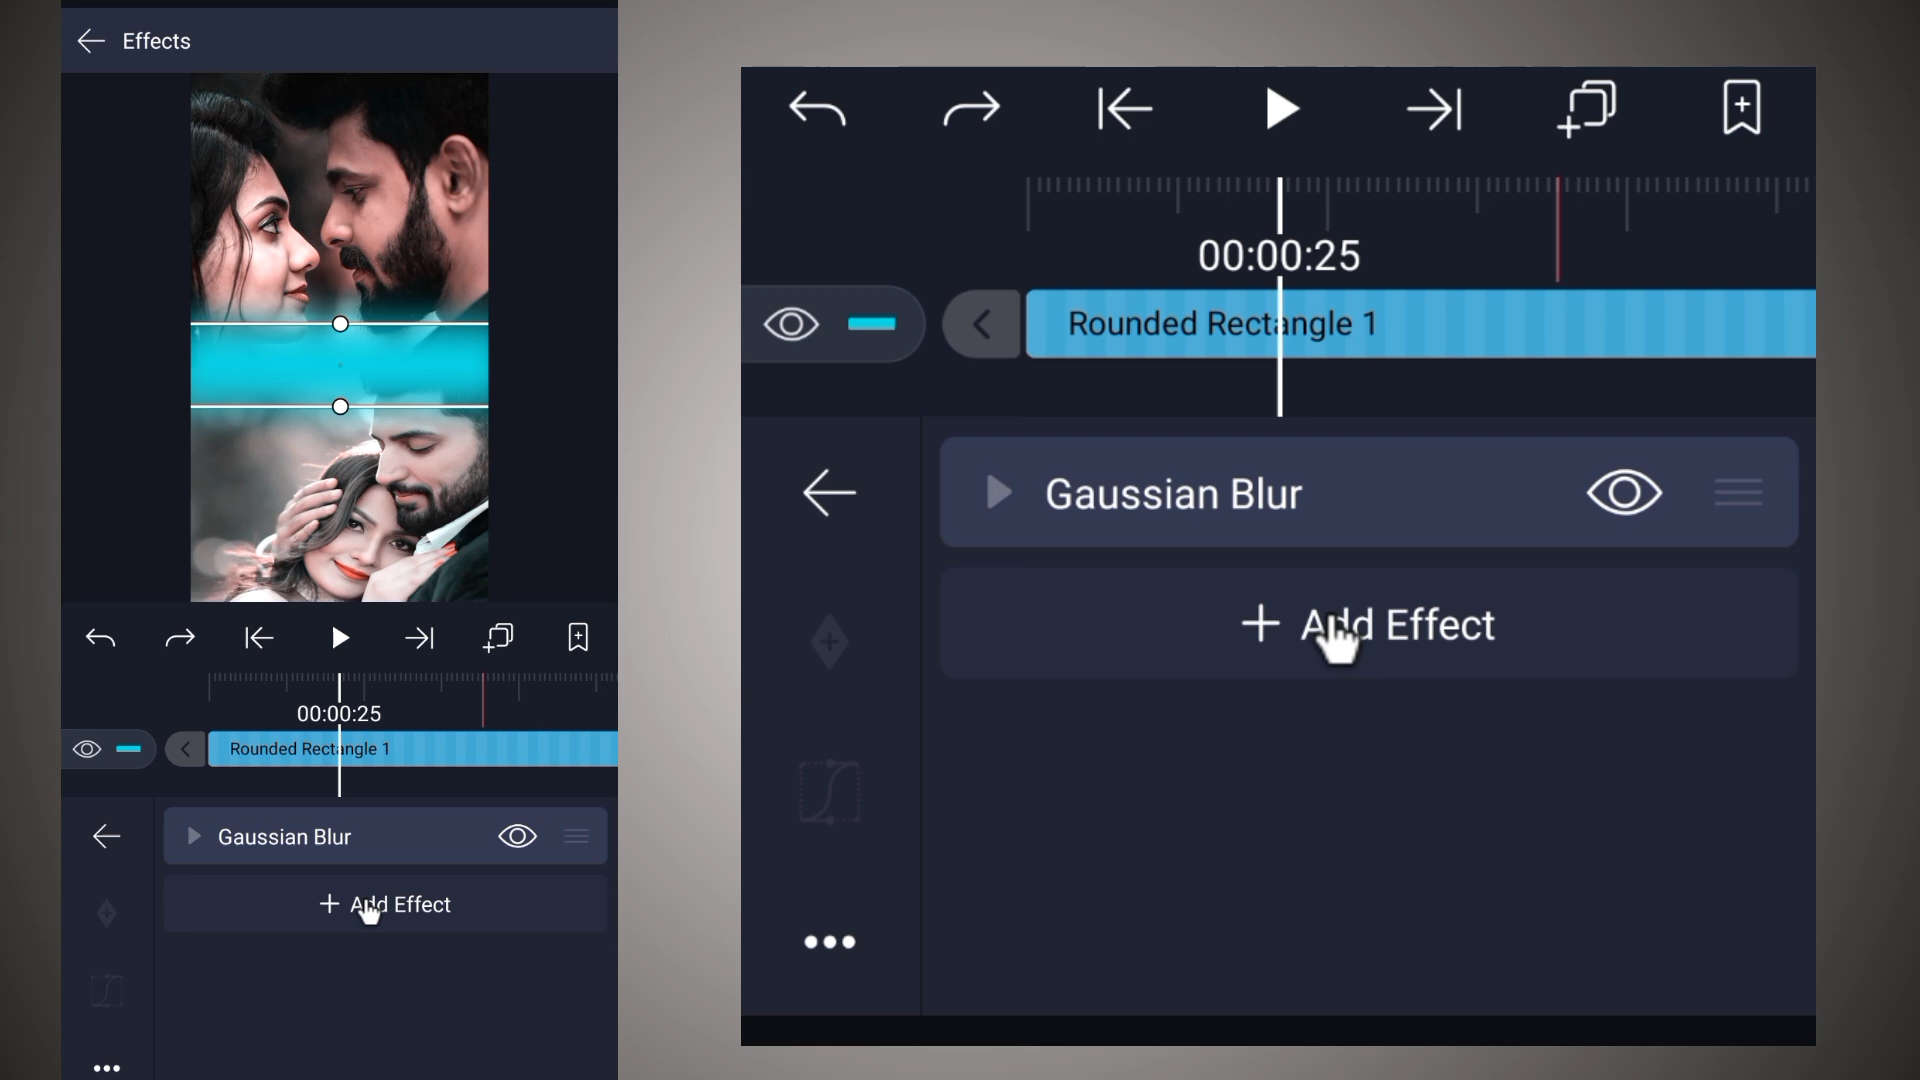 Effects
00:00:25
Rounded Rectangle 1
Gaussian Blur
Add Effect
00:00:25
Rounded Rectangle 1
Gaussian Blur
Add Effect